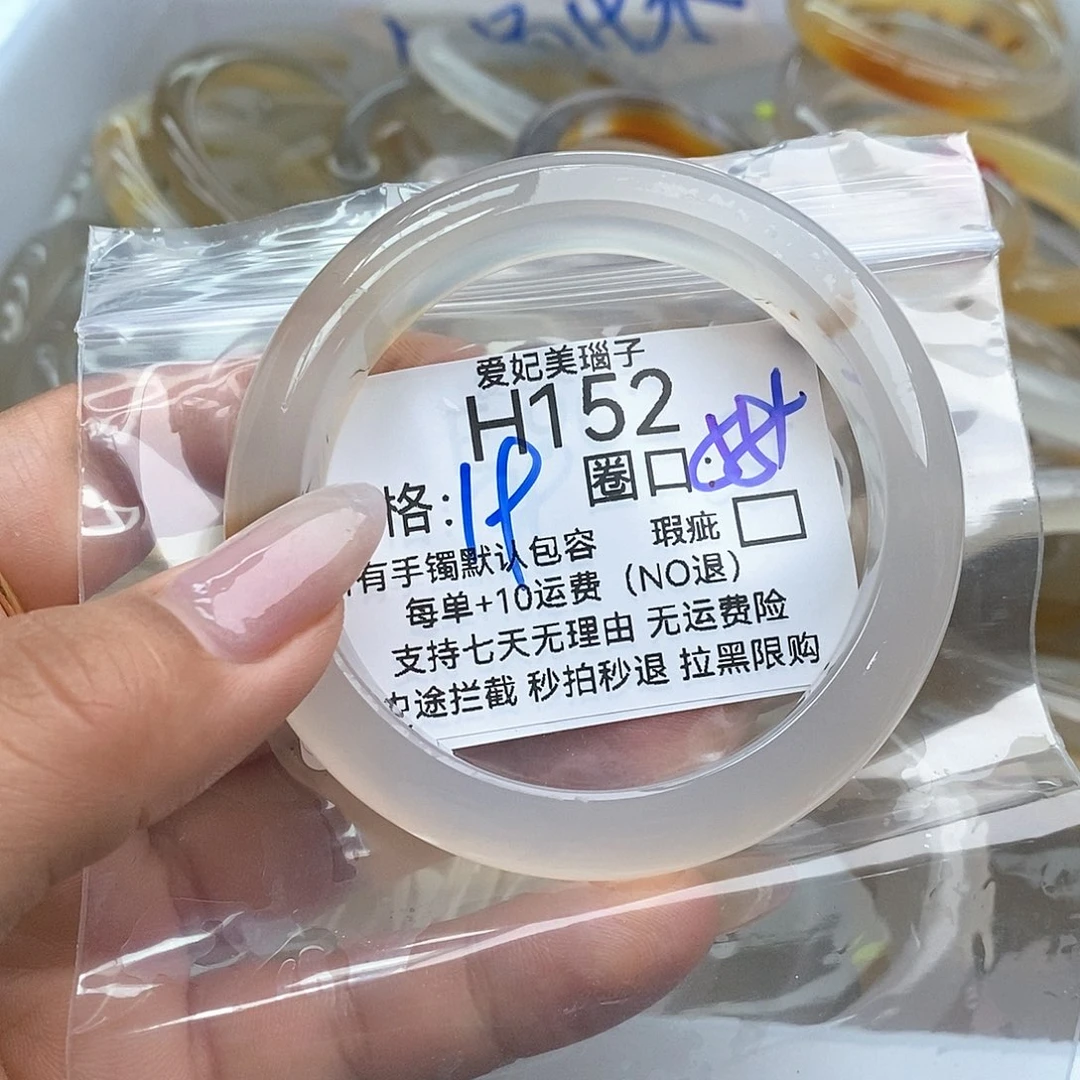 爱妃美瑙子
H152
格: 圈口:
有手镯默认包容 瑕疵
每单+10运费（NO退）
支持七天无理由 无运费险
中途拦截 秒拍秒退 拉黑限购